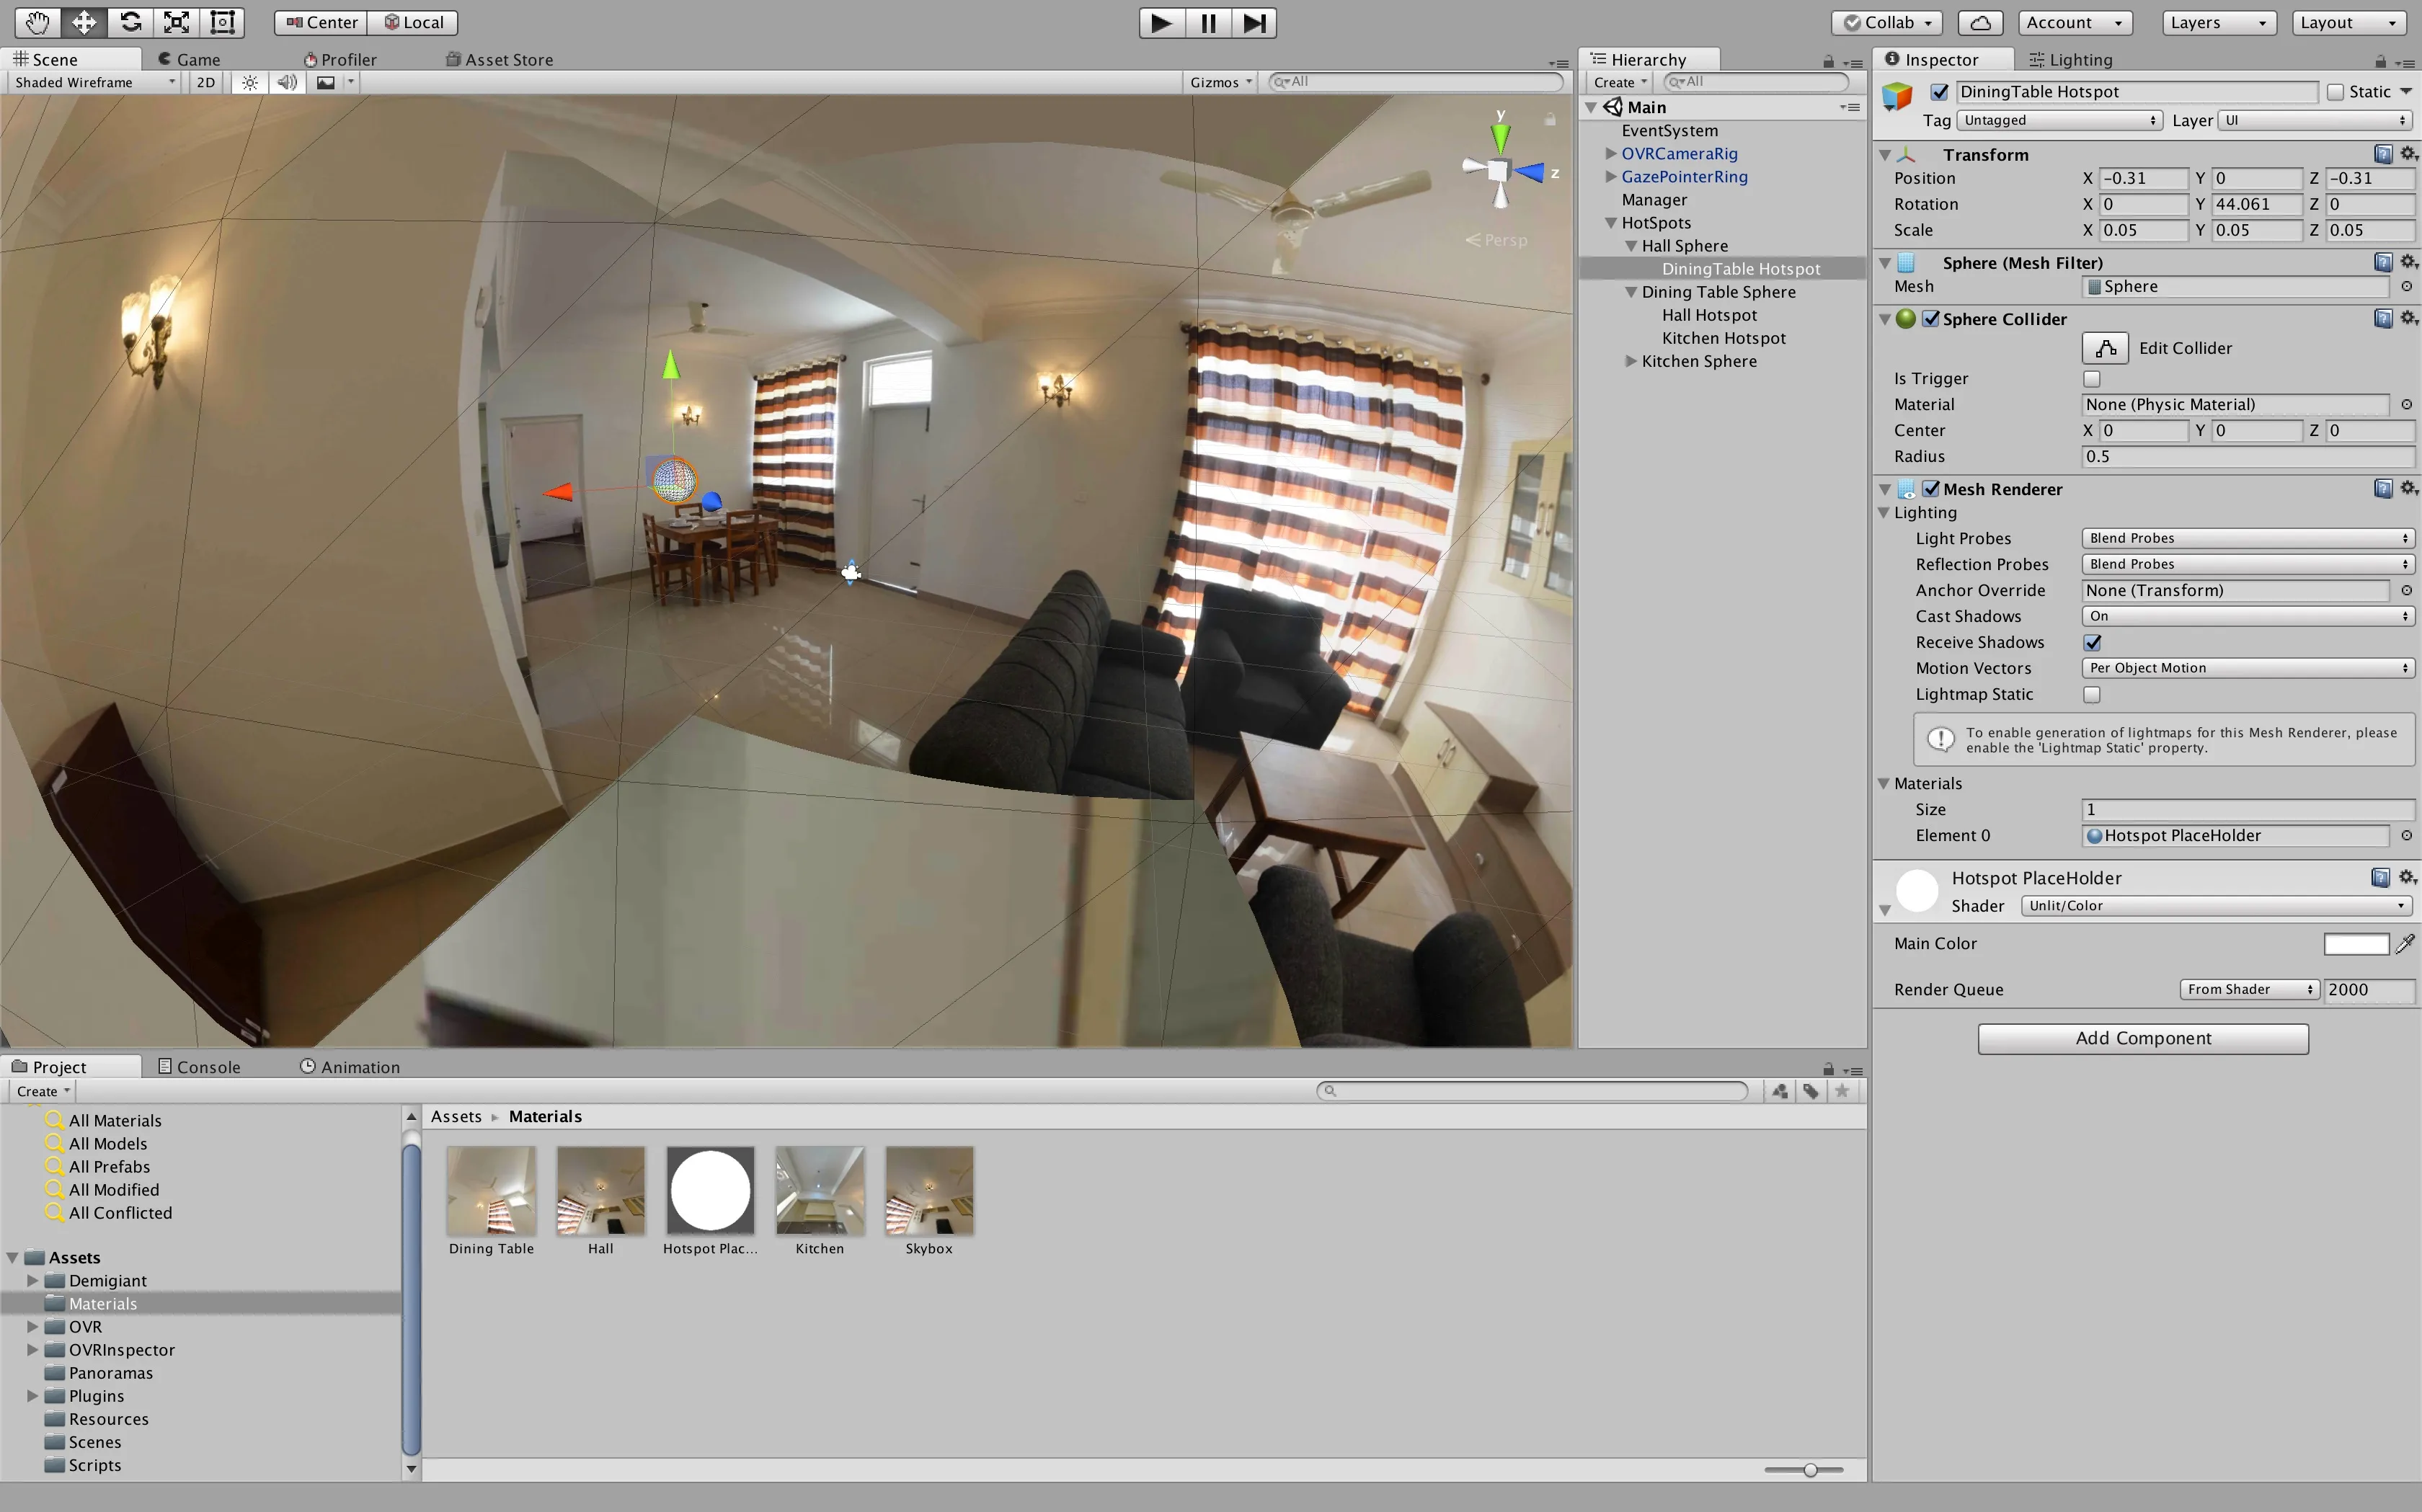 Center Local Collab Account Layers Layout
Scene Game Profiler Asset Store
Shaded Wireframe 2D Gizmos All
y
z
Persp
Hierarchy
Create All
Main
EventSystem
OVRCameraRig
GazePointerRing
Manager
HotSpots
Hall Sphere
DiningTable Hotspot
Dining Table Sphere
Hall Hotspot
Kitchen Hotspot
Kitchen Sphere
Inspector Lighting
DiningTable Hotspot Static
Tag Untagged Layer UI
Transform
Position X -0.31 Y 0 Z -0.31
Rotation X 0 Y 44.061 Z 0
Scale X 0.05 Y 0.05 Z 0.05
Sphere (Mesh Filter)
Mesh Sphere
Sphere Collider
Edit Collider
Is Trigger
Material None (Physic Material)
Center X 0 Y 0 Z 0
Radius 0.5
Mesh Renderer
Lighting
Light Probes Blend Probes
Reflection Probes Blend Probes
Anchor Override None (Transform)
Cast Shadows On
Receive Shadows
Motion Vectors Per Object Motion
Lightmap Static
To enable generation of lightmaps for this Mesh Renderer, please
enable the 'Lightmap Static' property.
Materials
Size 1
Element 0 Hotspot PlaceHolder
Hotspot PlaceHolder
Shader Unlit/Color
Main Color
Render Queue From Shader 2000
Add Component
Project Console Animation
Create
All Materials
All Models
All Prefabs
All Modified
All Conflicted
Assets
Demigiant
Materials
OVR
OVRInspector
Panoramas
Plugins
Resources
Scenes
Scripts
Assets Materials
Dining Table Hall Hotspot Plac... Kitchen Skybox